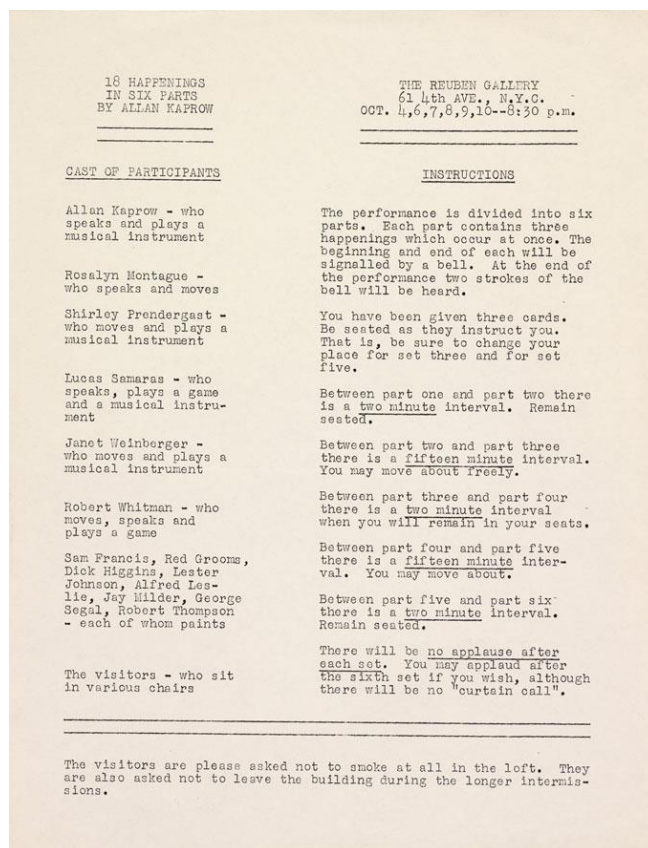 18 HAPPENINGS
IN SIX PARTS
BY ALLAN KAPROW
THE REUBEN GALLERY
61 4th AVE., N.Y.C.
OCT. 4,6,7,8,9,10--8:30 p.m.
CAST OF PARTICIPANTS
Allan Kaprow - who
speaks and plays a
musical instrument
Rosalyn Montague -
who speaks and moves
Shirley Prendergast -
who moves and plays a
musical instrument
Lucas Samaras - who
speaks, plays a game
and a musical instru-
ment
Janet Weinberger -
who moves and plays a
musical instrument
Robert Whitman - who
moves, speaks and
plays a game
Sam Francis, Red Grooms,
Dick Higgins, Lester
Johnson, Alfred Les-
lie, Jay Milder, George
Segal, Robert Thompson
- each of whom paints
The visitors - who sit
in various chairs
INSTRUCTIONS
The performance is divided into six
parts. Each part contains three
happenings which occur at once. The
beginning and end of each will be
signalled by a bell. At the end of
the performance two strokes of the
bell will be heard.
You have been given three cards.
Be seated as they instruct you.
That is, be sure to change your
place for set three and for set
five.
Between part one and part two there
is a two minute interval. Remain
seated.
Between part two and part three
there is a fifteen minute interval.
You may move about freely.
Between part three and part four
there is a two minute interval
when you will remain in your seats.
Between part four and part five
there is a fifteen minute inter-
val. You may move about.
Between part five and part six
there is a two minute interval.
Remain seated.
There will be no applause after
each set. You may applaud after
the sixth set if you wish, although
there will be no "curtain call".
The visitors are please asked not to smoke at all in the loft. They
are also asked not to leave the building during the longer intermis-
sions.